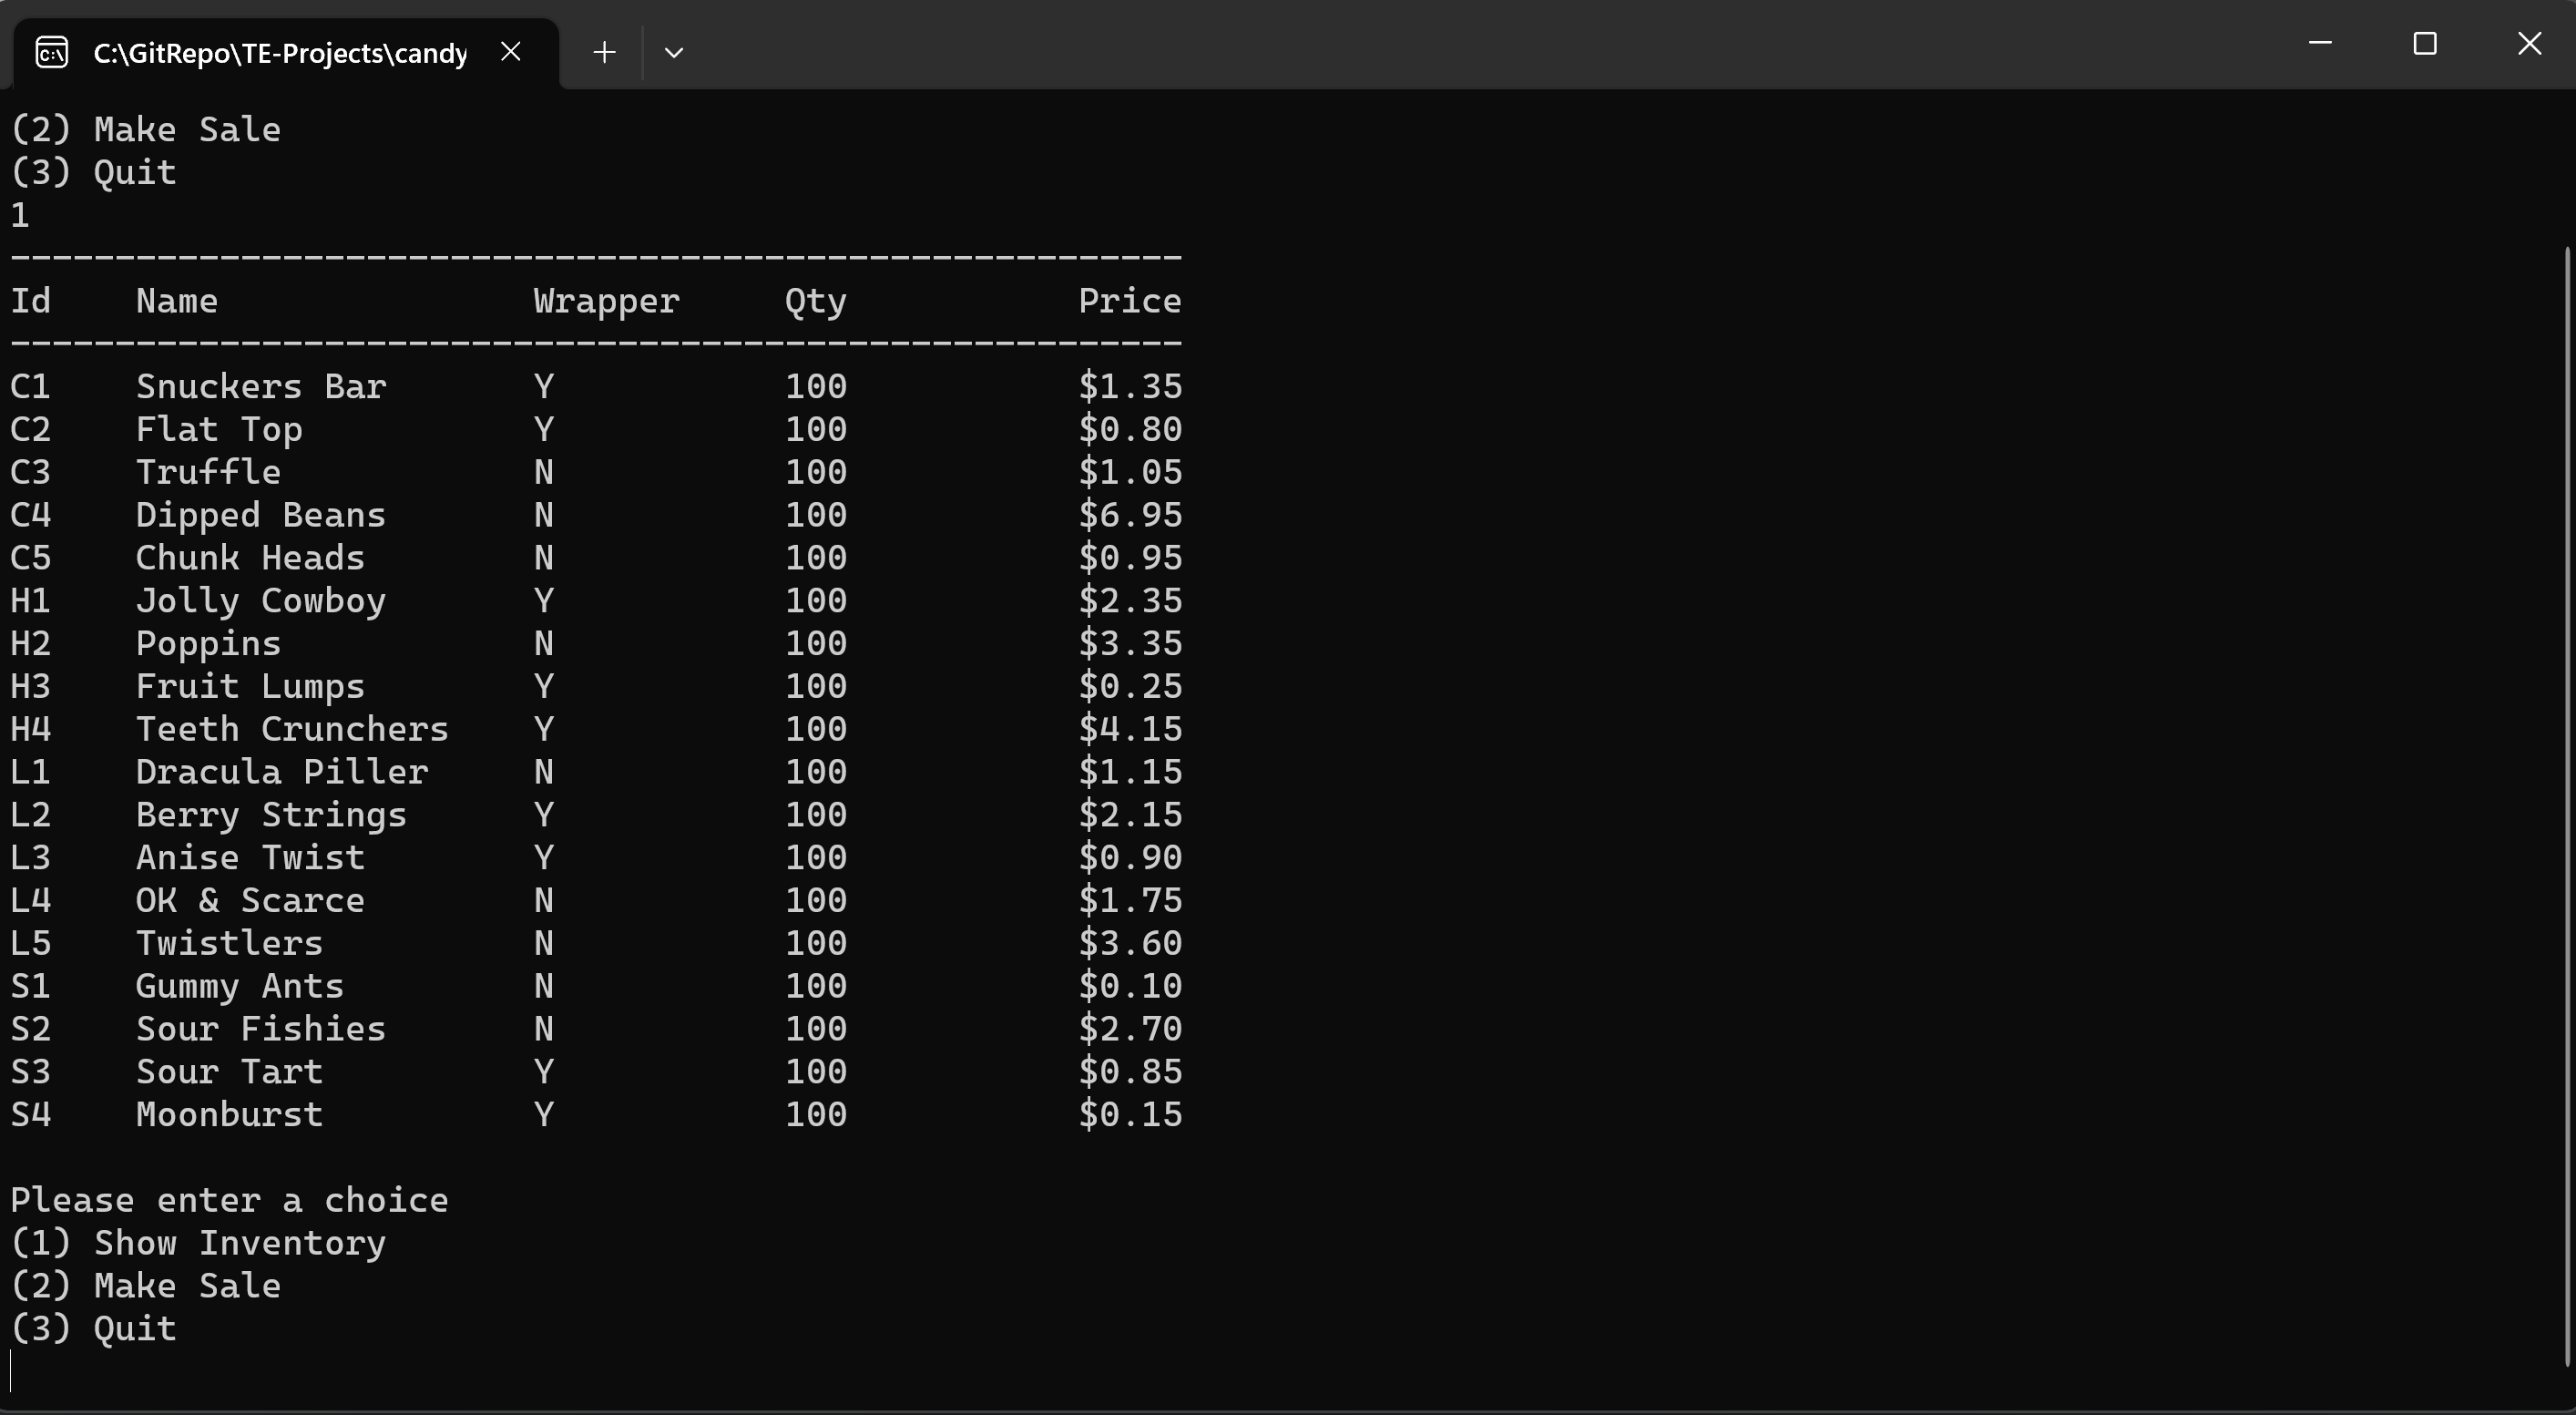 C:\GitRepo\TE-Projects\candy
(2) Make Sale
(3) Quit
1
--------------------------------------------------------
Id    Name               Wrapper     Qty           Price
--------------------------------------------------------
C1    Snuckers Bar       Y           100           $1.35
C2    Flat Top           Y           100           $0.80
C3    Truffle            N           100           $1.05
C4    Dipped Beans       N           100           $6.95
C5    Chunk Heads        N           100           $0.95
H1    Jolly Cowboy       Y           100           $2.35
H2    Poppins            N           100           $3.35
H3    Fruit Lumps        Y           100           $0.25
H4    Teeth Crunchers    Y           100           $4.15
L1    Dracula Piller     N           100           $1.15
L2    Berry Strings      Y           100           $2.15
L3    Anise Twist        Y           100           $0.90
L4    OK & Scarce        N           100           $1.75
L5    Twistlers          N           100           $3.60
S1    Gummy Ants         N           100           $0.10
S2    Sour Fishies       N           100           $2.70
S3    Sour Tart          Y           100           $0.85
S4    Moonburst          Y           100           $0.15
Please enter a choice
(1) Show Inventory
(2) Make Sale
(3) Quit